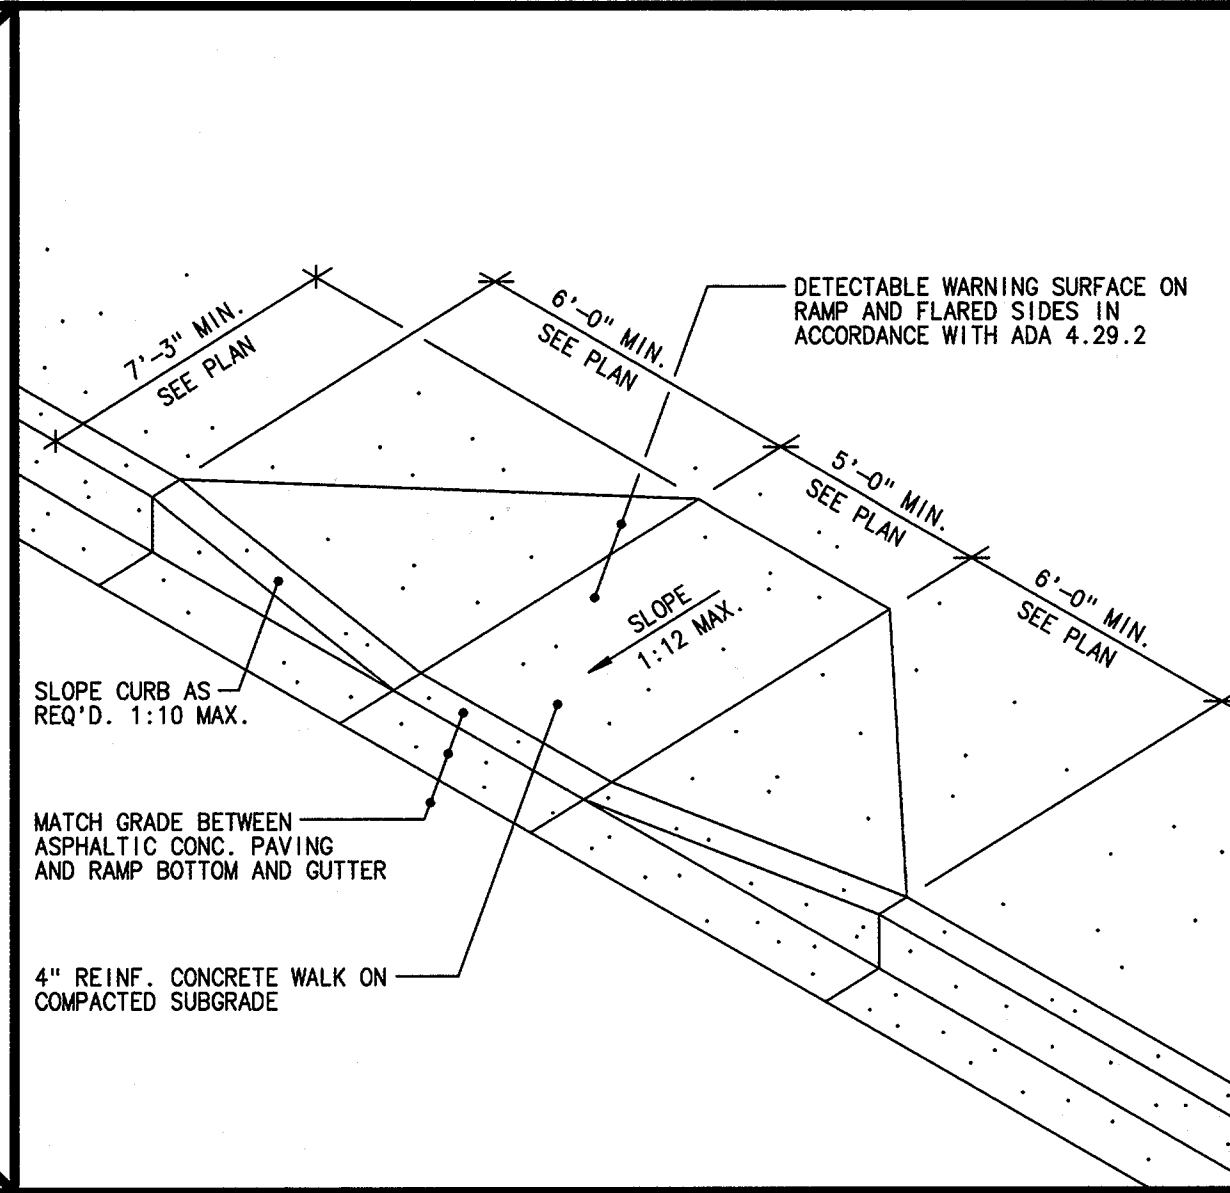 7'-3" MIN.
SEE PLAN
6'-0" MIN.
SEE PLAN
DETECTABLE WARNING SURFACE ON
RAMP AND FLARED SIDES IN
ACCORDANCE WITH ADA 4.29.2
5'-0" MIN.
SEE PLAN
6'-0" MIN.
SEE PLAN
SLOPE
1:12 MAX.
SLOPE CURB AS
REQ'D. 1:10 MAX.
MATCH GRADE BETWEEN
ASPHALTIC CONC. PAVING
AND RAMP BOTTOM AND GUTTER
4" REINF. CONCRETE WALK ON
COMPACTED SUBGRADE